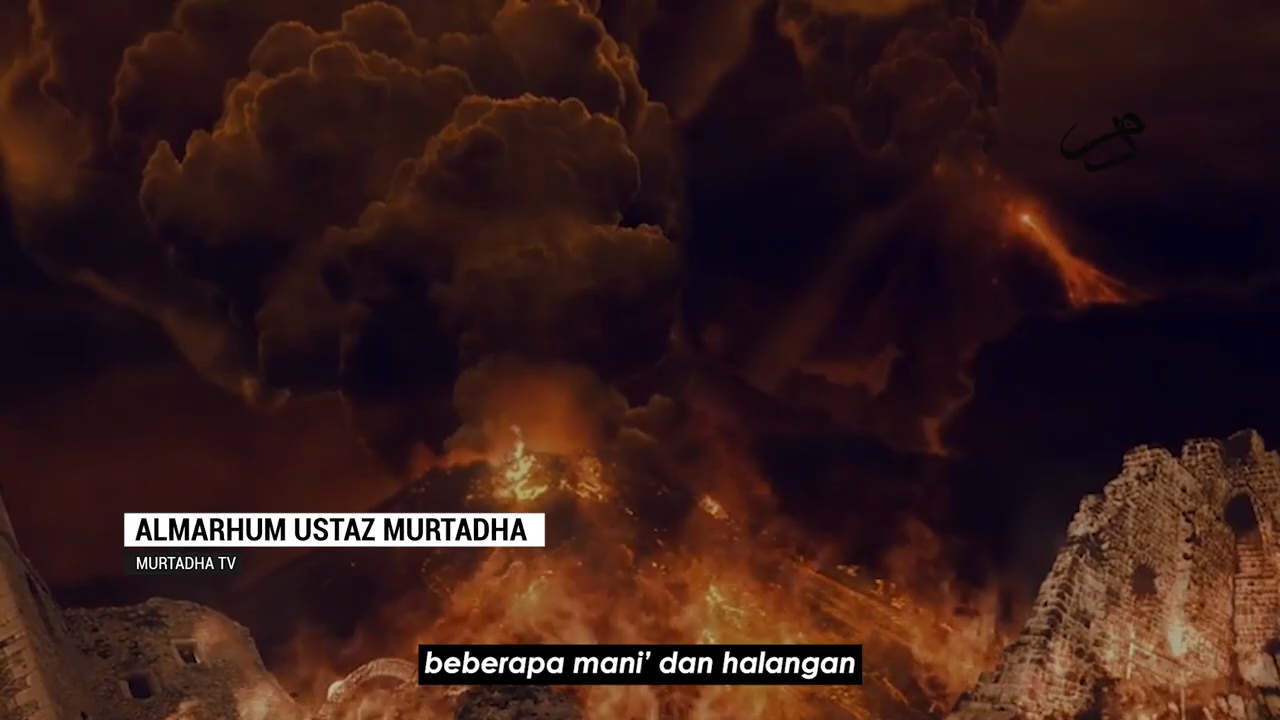 ALMARHUM USTAZ MURTADHA
MURTADHA TV
beberapa mani’ dan halangan